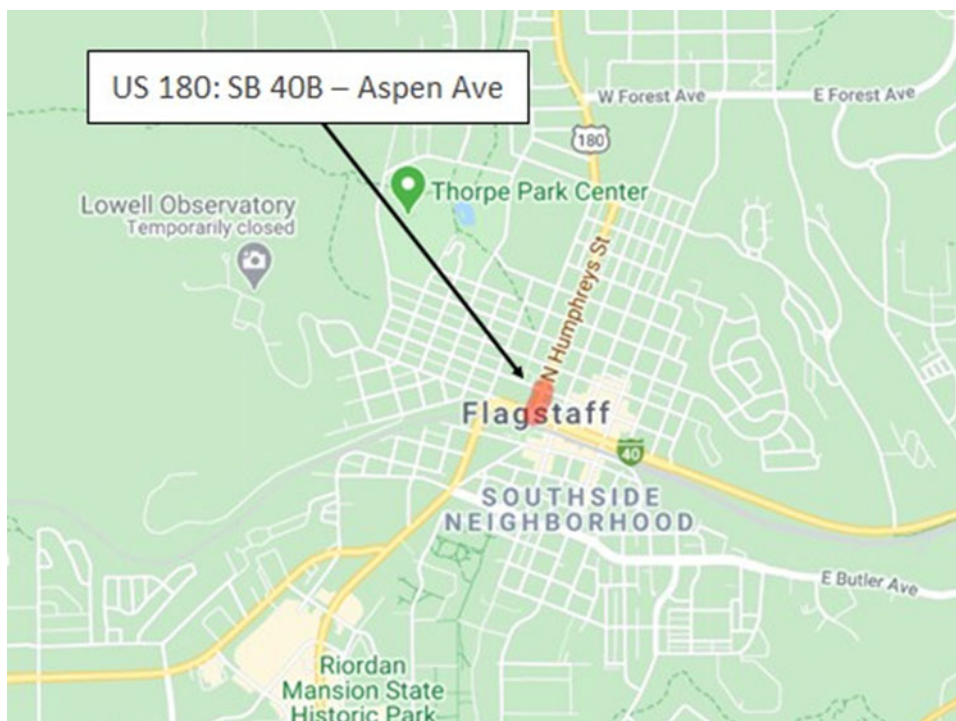 US 180: SB 40B – Aspen Ave
W Forest Ave
E Forest Ave
180
Thorpe Park Center
Lowell Observatory
Temporarily closed
N Humphreys St
Flagstaff
40
SOUTHSIDE
NEIGHBORHOOD
E Butler Ave
Riordan
Mansion State
Historic Park